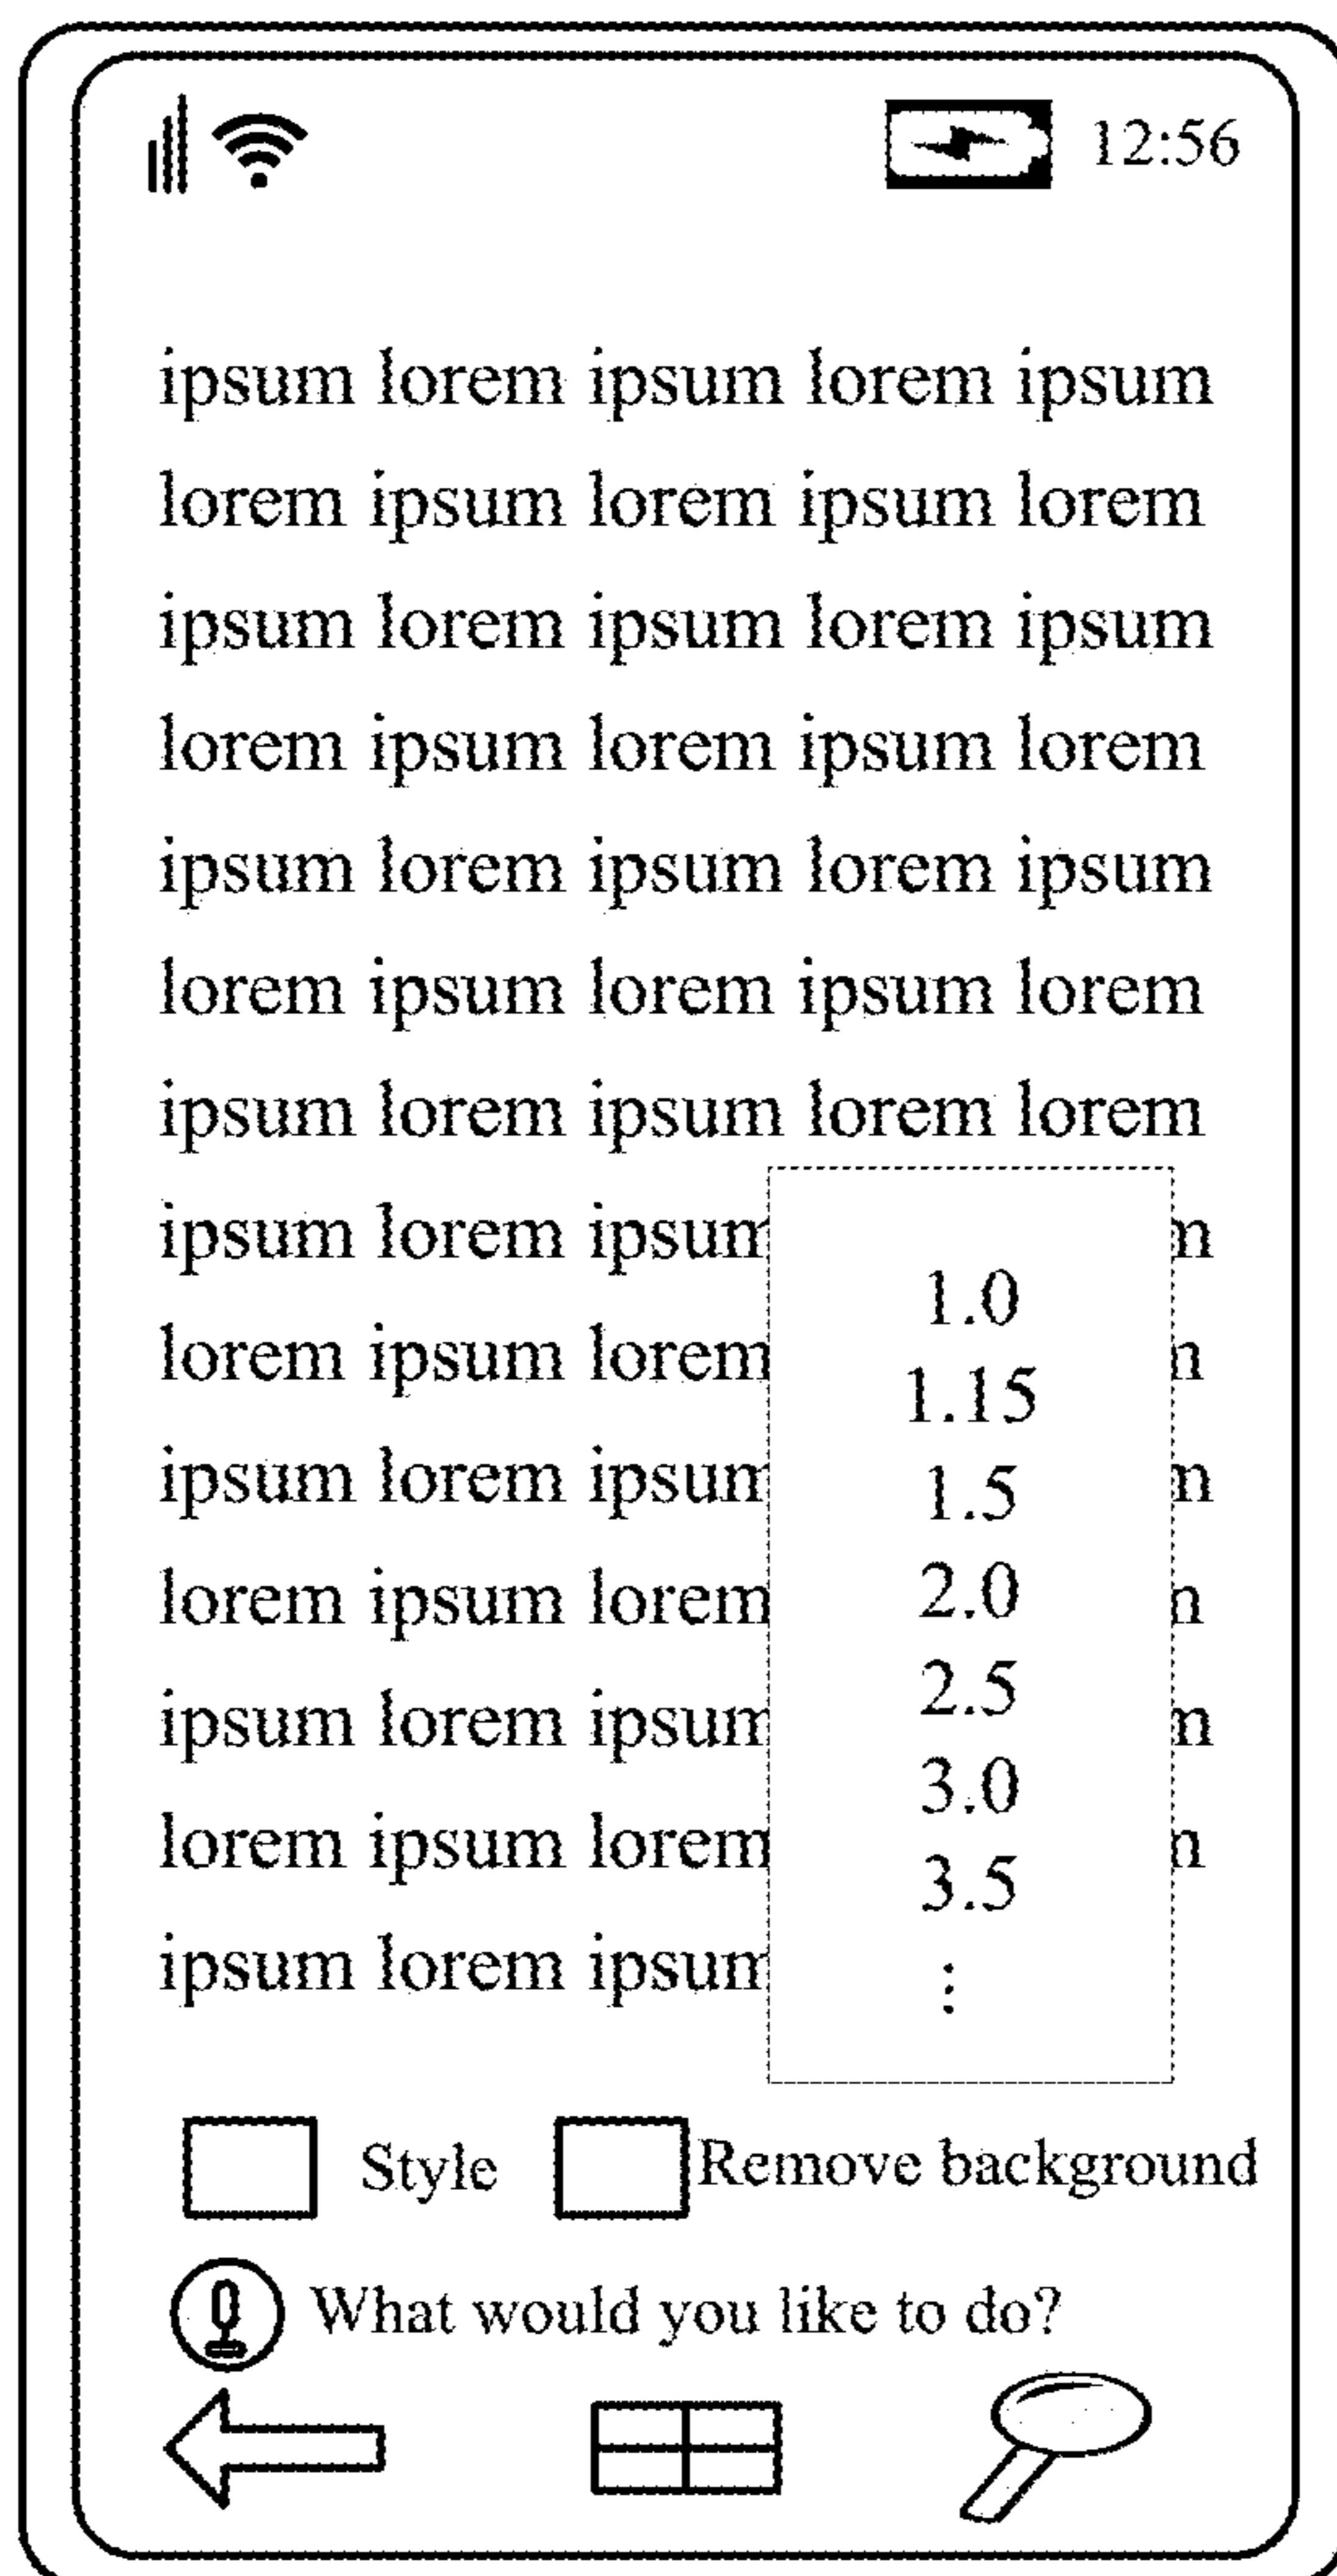 12:56
ipsum lorem ipsum lorem ipsum
lorem ipsum lorem ipsum lorem
ipsum lorem ipsum lorem ipsum
lorem ipsum lorem ipsum lorem
ipsum lorem ipsum lorem ipsum
lorem ipsum lorem ipsum lorem
ipsum lorem ipsum lorem lorem
ipsum lorem
lorem ipsum lorem
ipsum lorem
lorem ipsum lorem
ipsum lorem
lorem ipsum lorem
ipsum lorem
1.0
1.15
1.5
2.0
2.5
3.0
3.5
⋮
Style Remove background
What would you like to do?